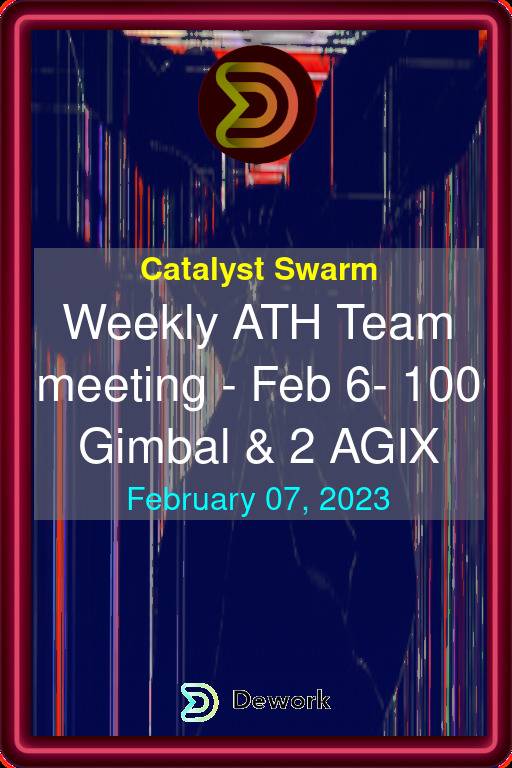 Catalyst Swarm
Weekly ATH Team
meeting - Feb 6- 100
Gimbal & 2 AGIX
February 07, 2023
Dework